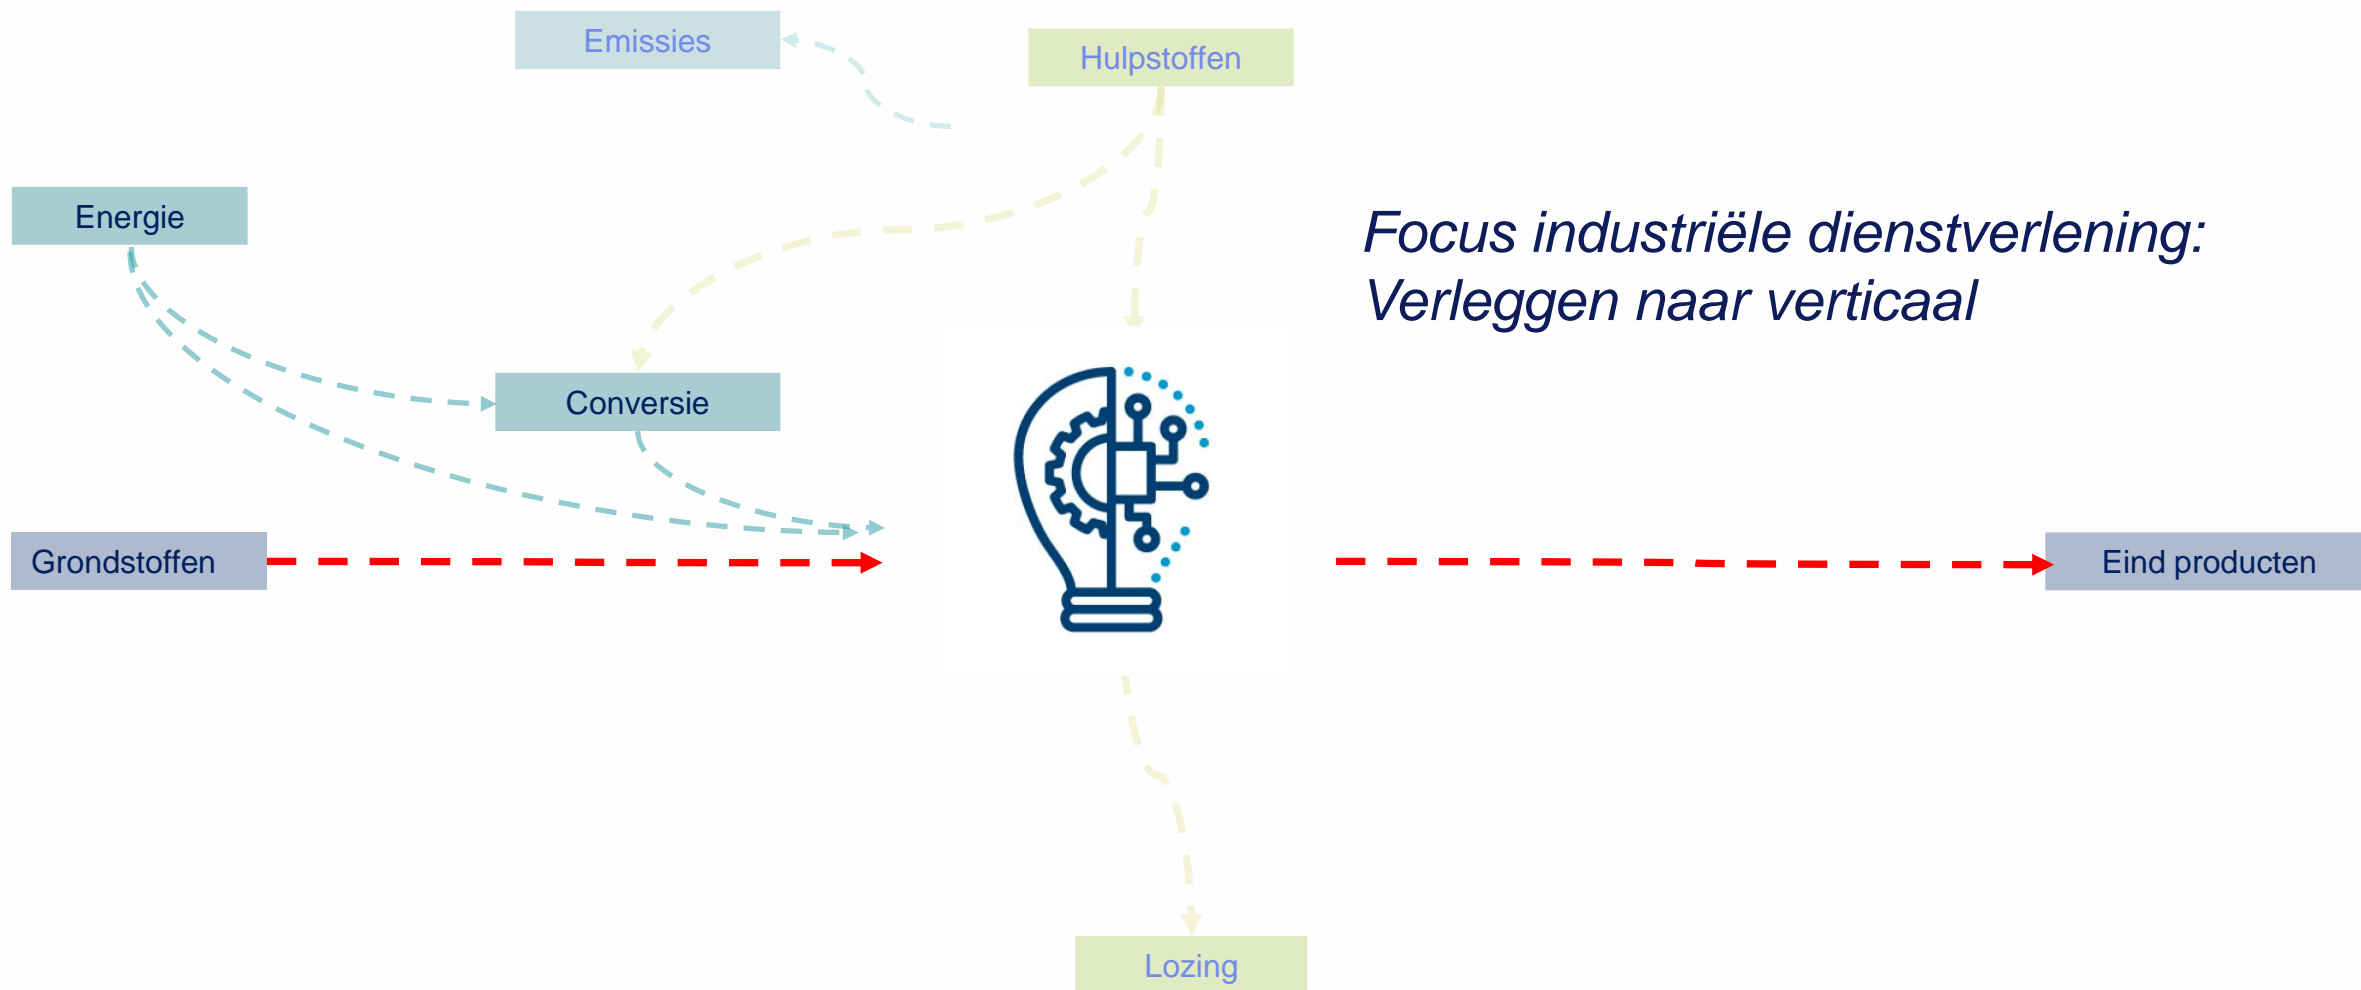 Emissies
Hulpstoffen
Energie
Focus industriële dienstverlening:
Verleggen naar verticaal
Conversie
Grondstoffen
Eind producten
Lozing